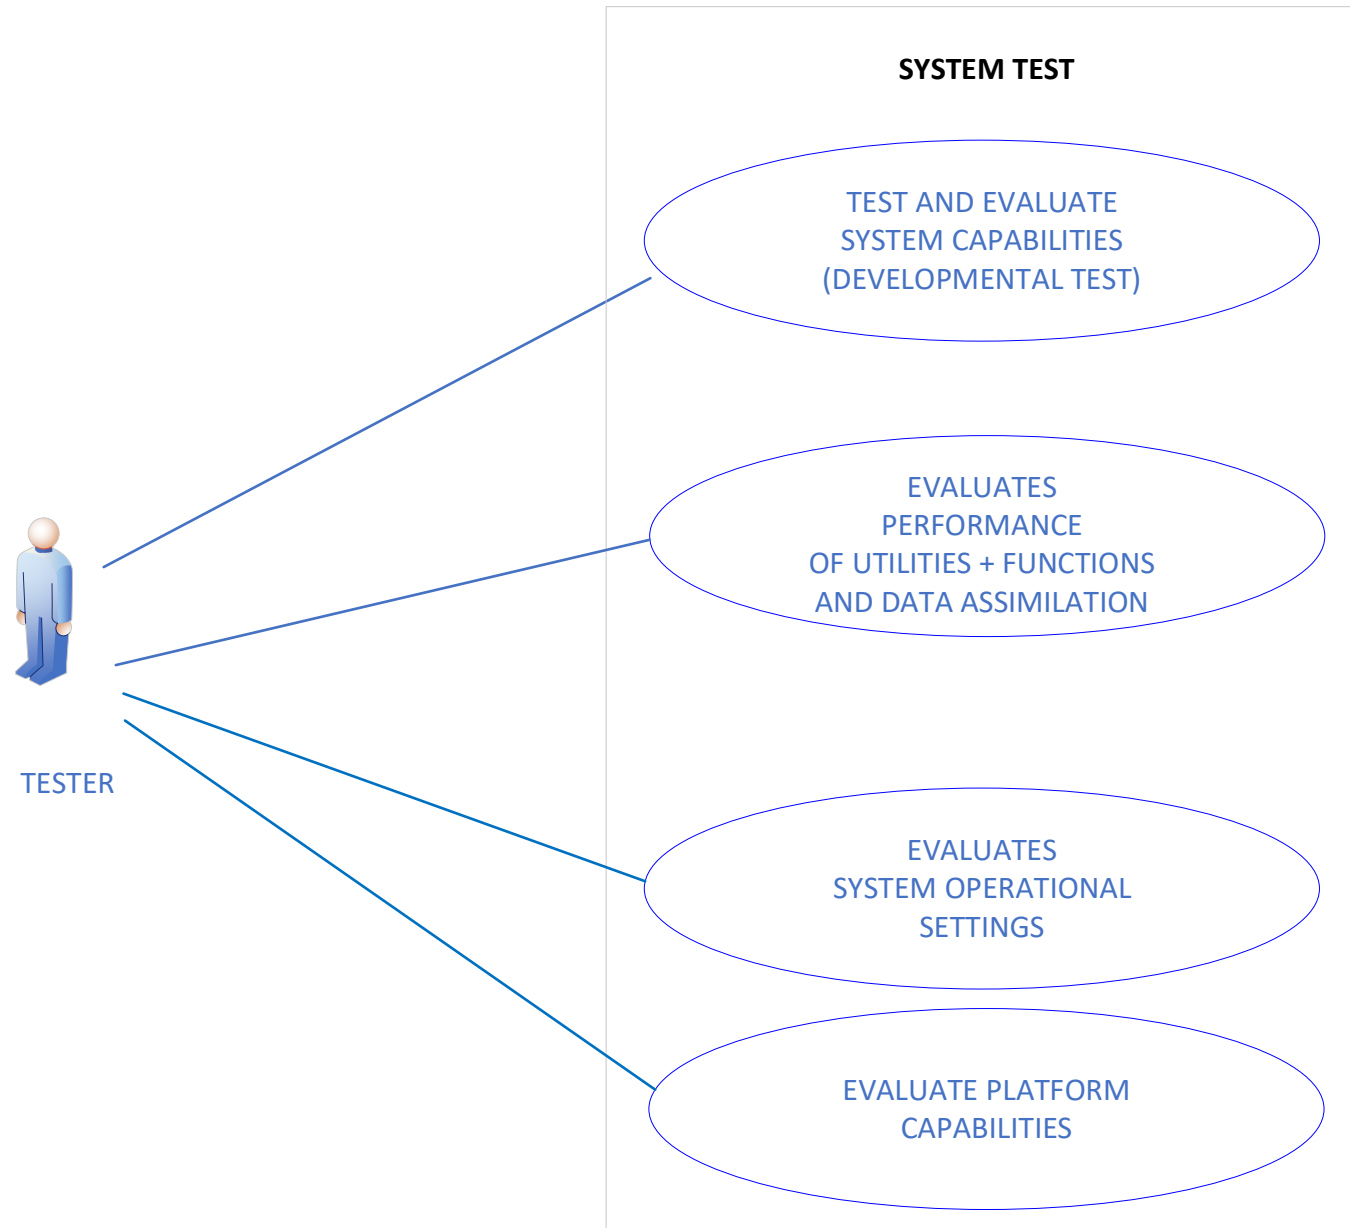 SYSTEM TEST
TEST AND EVALUATE
SYSTEM CAPABILITIES
(DEVELOPMENTAL TEST)
EVALUATES
PERFORMANCE
OF UTILITIES + FUNCTIONS
AND DATA ASSIMILATION
TESTER
EVALUATES
SYSTEM OPERATIONAL
SETTINGS
EVALUATE PLATFORM
CAPABILITIES